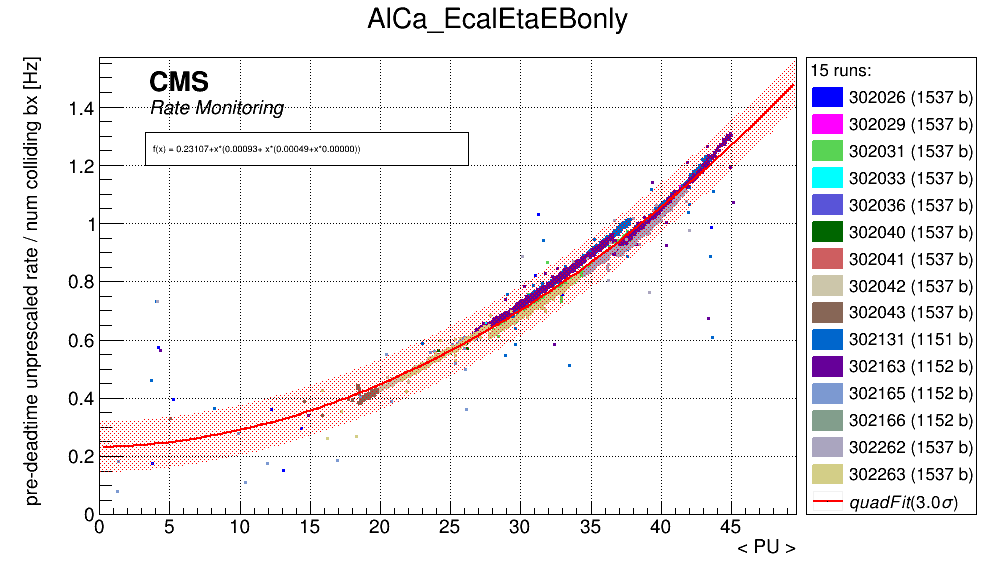 AlCa_EcalEtaEBonly
pre-deadtime unprescaled rate / num colliding bx [Hz]
CMS
Rate Monitoring
f(x) = 0.23107+x*(0.00093+ x*(0.00049+x*0.00000))
1.4
1.2
1
0.8
0.6
0.4
0.2
0
0 5 10 15 20 25 30 35 40 45
< PU >
15 runs:
302026 (1537 b)
302029 (1537 b)
302031 (1537 b)
302033 (1537 b)
302036 (1537 b)
302040 (1537 b)
302041 (1537 b)
302042 (1537 b)
302043 (1537 b)
302131 (1151 b)
302163 (1152 b)
302165 (1152 b)
302166 (1152 b)
302262 (1537 b)
302263 (1537 b)
quadFit(3.0σ)